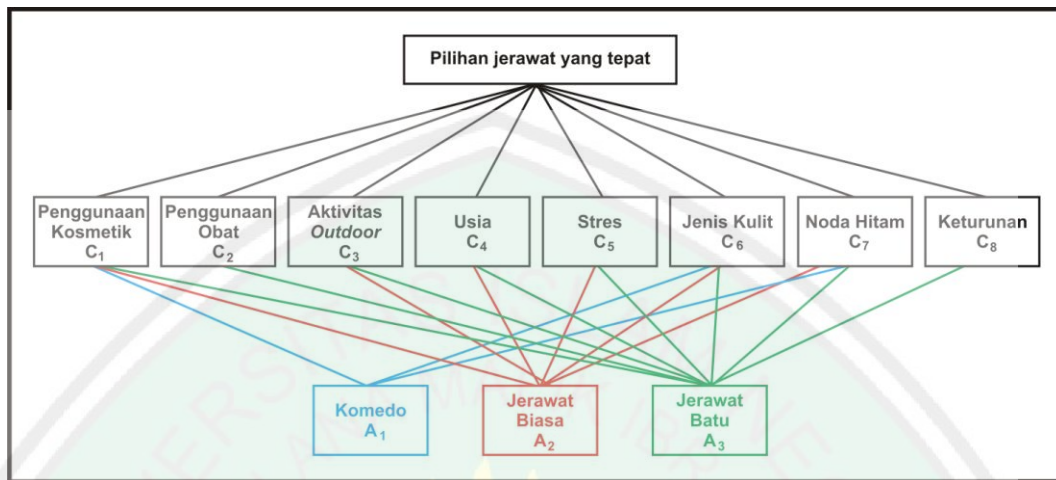 Pilihan jerawat yang tepat
Penggunaan
Kosmetik
C1
Penggunaan
Obat
C2
Aktivitas
Outdoor
C3
Usia
C4
Stres
C5
Jenis Kulit
C6
Noda Hitam
C7
Keturunan
C8
Komedo
A1
Jerawat
Biasa
A2
Jerawat
Batu
A3